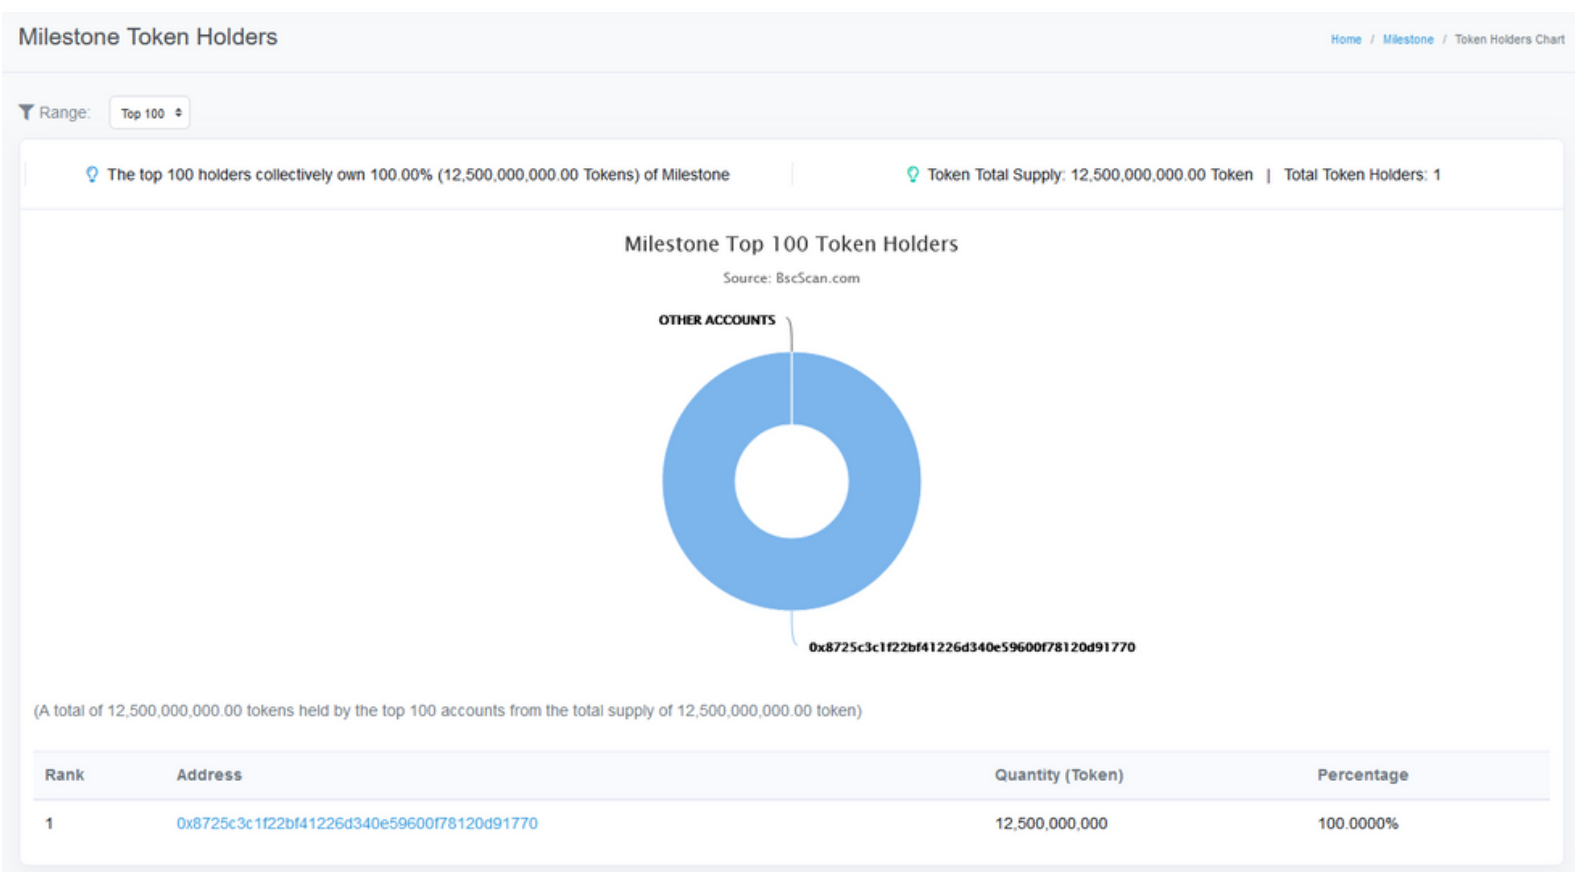 Milestone Token Holders
Home / Milestone / Token Holders Chart
Range: Top 100
The top 100 holders collectively own 100.00% (12,500,000,000.00 Tokens) of Milestone
Token Total Supply: 12,500,000,000.00 Token | Total Token Holders: 1
Milestone Top 100 Token Holders
Source: BscScan.com
OTHER ACCOUNTS
0x8725c3c1f22bf41226d340e59600f78120d91770
(A total of 12,500,000,000.00 tokens held by the top 100 accounts from the total supply of 12,500,000,000.00 token)
Rank Address Quantity (Token) Percentage
1 0x8725c3c1f22bf41226d340e59600f78120d91770 12,500,000,000 100.0000%